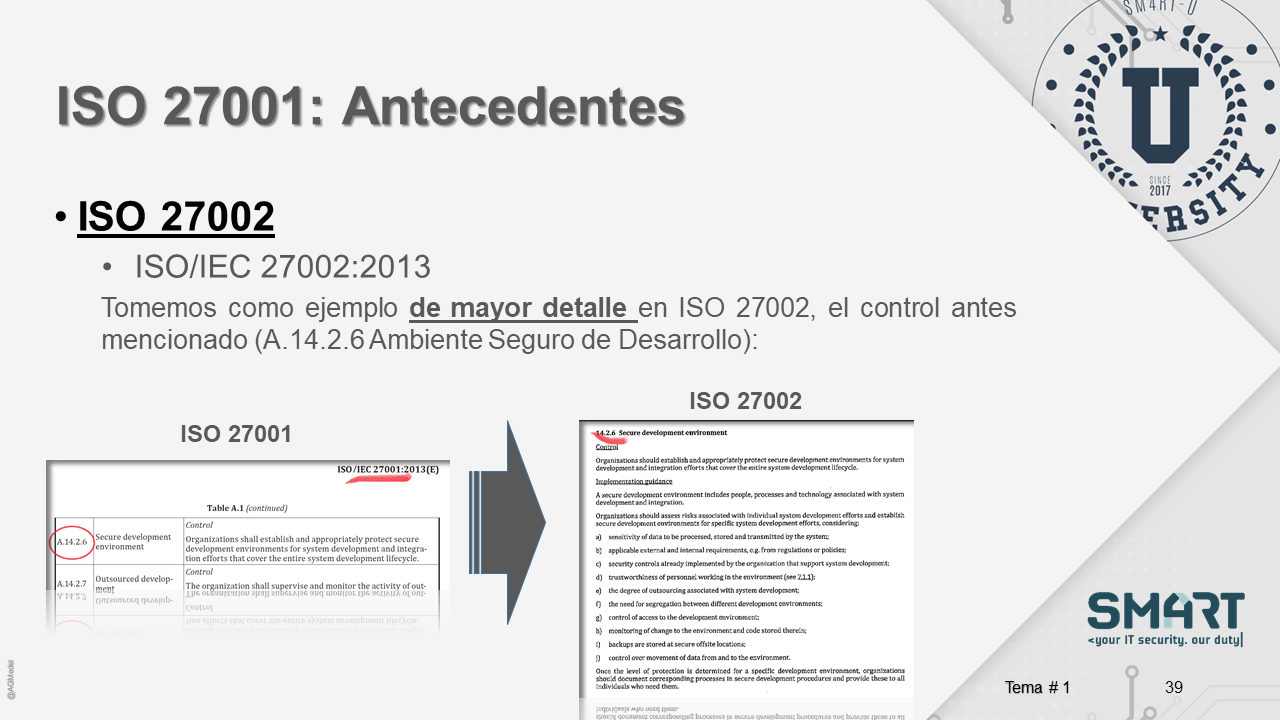 SM4RT-U
U
SINCE
2017
ERSITY
ISO 27001: Antecedentes
• ISO 27002
• ISO/IEC 27002:2013
Tomemos como ejemplo de mayor detalle en ISO 27002, el control antes
mencionado (A.14.2.6 Ambiente Seguro de Desarrollo):
ISO 27001
ISO/IEC 27001:2013(E)
Table A.1 (continued)
A.14.2.6
Secure development
environment
Control
Organizations shall establish and appropriately protect secure
development environments for system development and integra-
tion efforts that cover the entire system development lifecycle.
A.14.2.7
Outsourced develop-
ment
Control
The organization shall supervise and monitor the activity of out-
ISO 27002
14.2.6 Secure development environment
Control
Organizations should establish and appropriately protect secure development environments for system
development and integration efforts that cover the entire system development lifecycle.
Implementation guidance
A secure development environment includes people, processes and technology associated with system
development and integration.
Organizations should assess risks associated with individual system development efforts and establish
secure development environments for specific system development efforts, considering:
a) sensitivity of data to be processed, stored and transmitted by the system;
b) applicable external and internal requirements, e.g. from regulations or policies;
c) security controls already implemented by the organization that support system development;
d) trustworthiness of personnel working in the environment (see 7.1.1);
e) the degree of outsourcing associated with system development;
f) the need for segregation between different development environments;
g) control of access to the development environment;
h) monitoring of change to the environment and code stored therein;
i) backups are stored at secure offsite locations;
j) control over movement of data from and to the environment.
Once the level of protection is determined for a specific development environment, organizations
should document corresponding processes in secure development procedures and provide these to all
individuals who need them.
SM4RT
<your IT security. our duty|
@AGMedel
Tema # 1
39